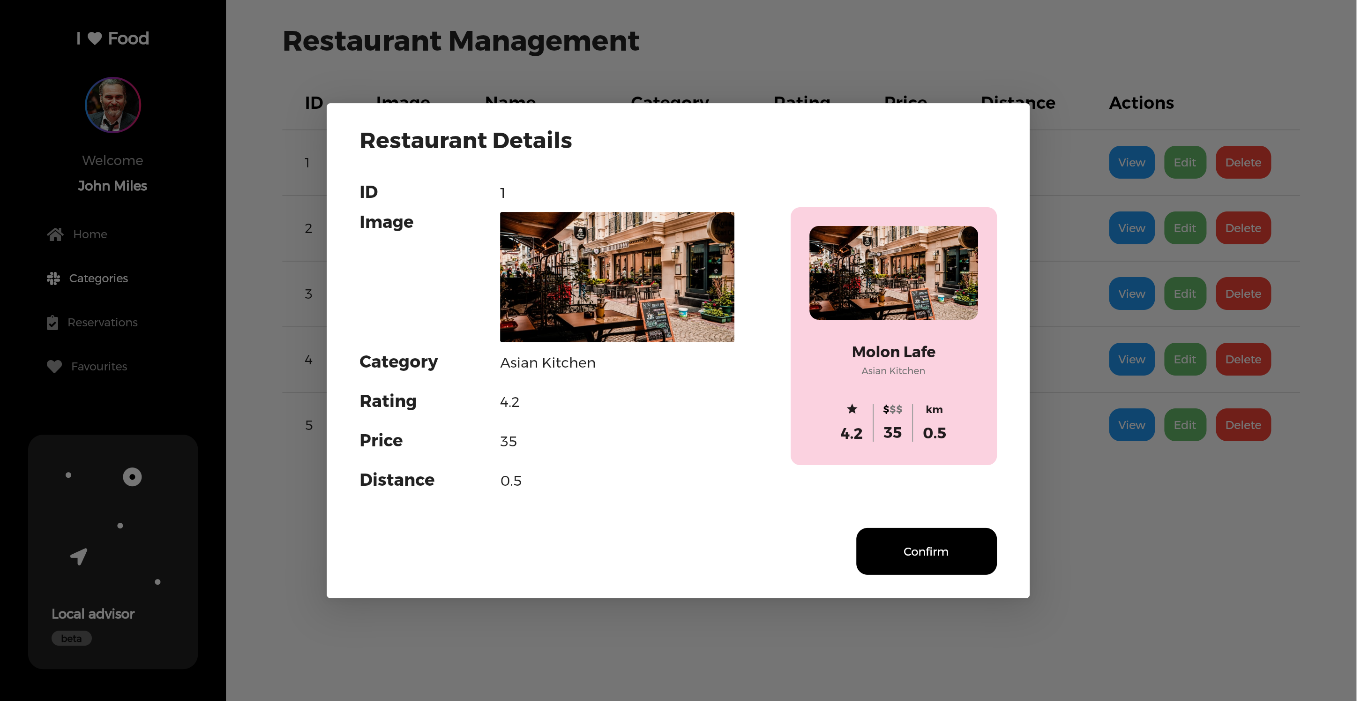 I Food
Welcome
John Miles
Home
Categories
Reservations
Favourites
Local advisor
beta
Restaurant Management
ID Image Name Category Rating Price Distance Actions
1 View Edit Delete
2 View Edit Delete
3 View Edit Delete
4 View Edit Delete
5 View Edit Delete
Restaurant Details
ID 1
Image
Category Asian Kitchen
Rating 4.2
Price 35
Distance 0.5
Molon Lafe
Asian Kitchen
★ $$$ km
4.2 35 0.5
Confirm